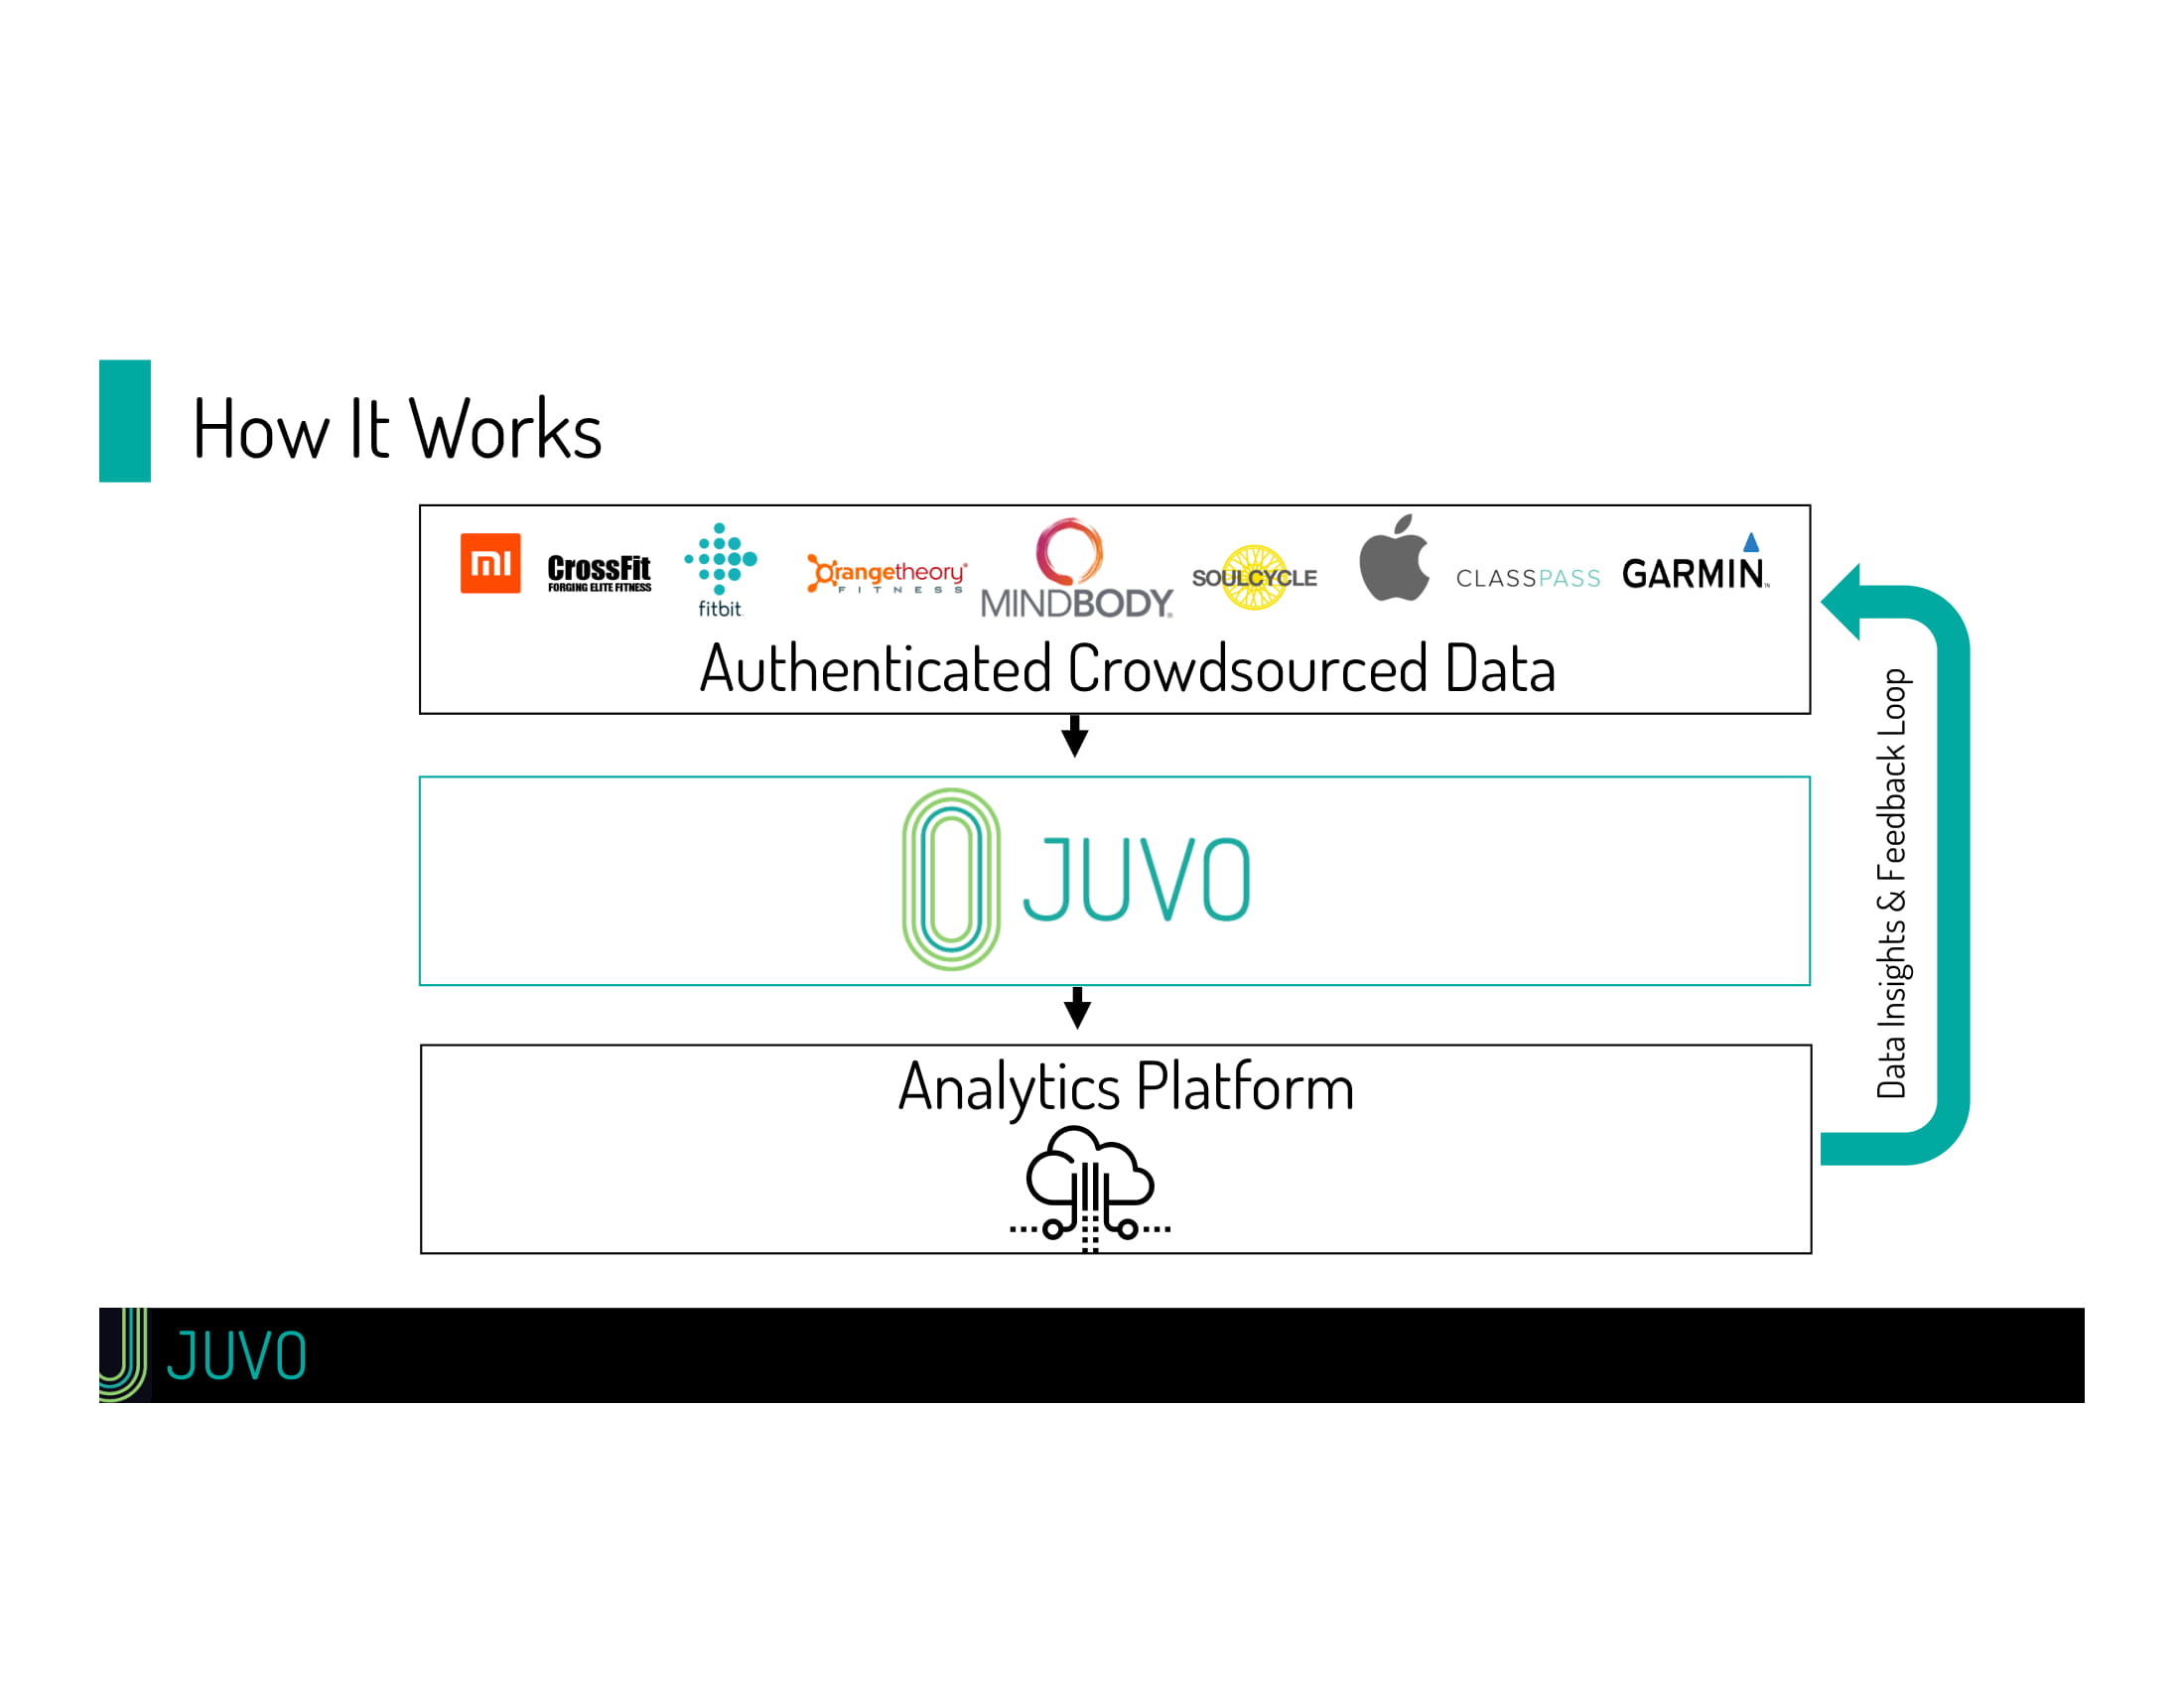 How It Works
mi
CrossFit
FORGING ELITE FITNESS
fitbit
Orangetheory®
FITNESS
MINDBODY®
SOULCYCLE
CLASSPASS
GARMIN™
Authenticated Crowdsourced Data
JUVO
Analytics Platform
Data Insights & Feedback Loop
JUVO